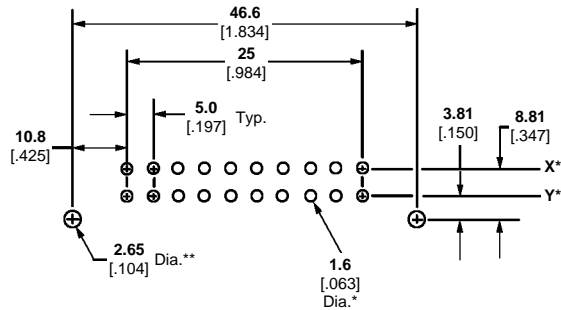 46.6
[1.834]
25
[.984]
5.0
[.197] Typ.
3.81
[.150]
8.81
[.347]
10.8
[.425]
X*
Y*
2.65
[.104] Dia.**
1.6
[.063]
Dia.*